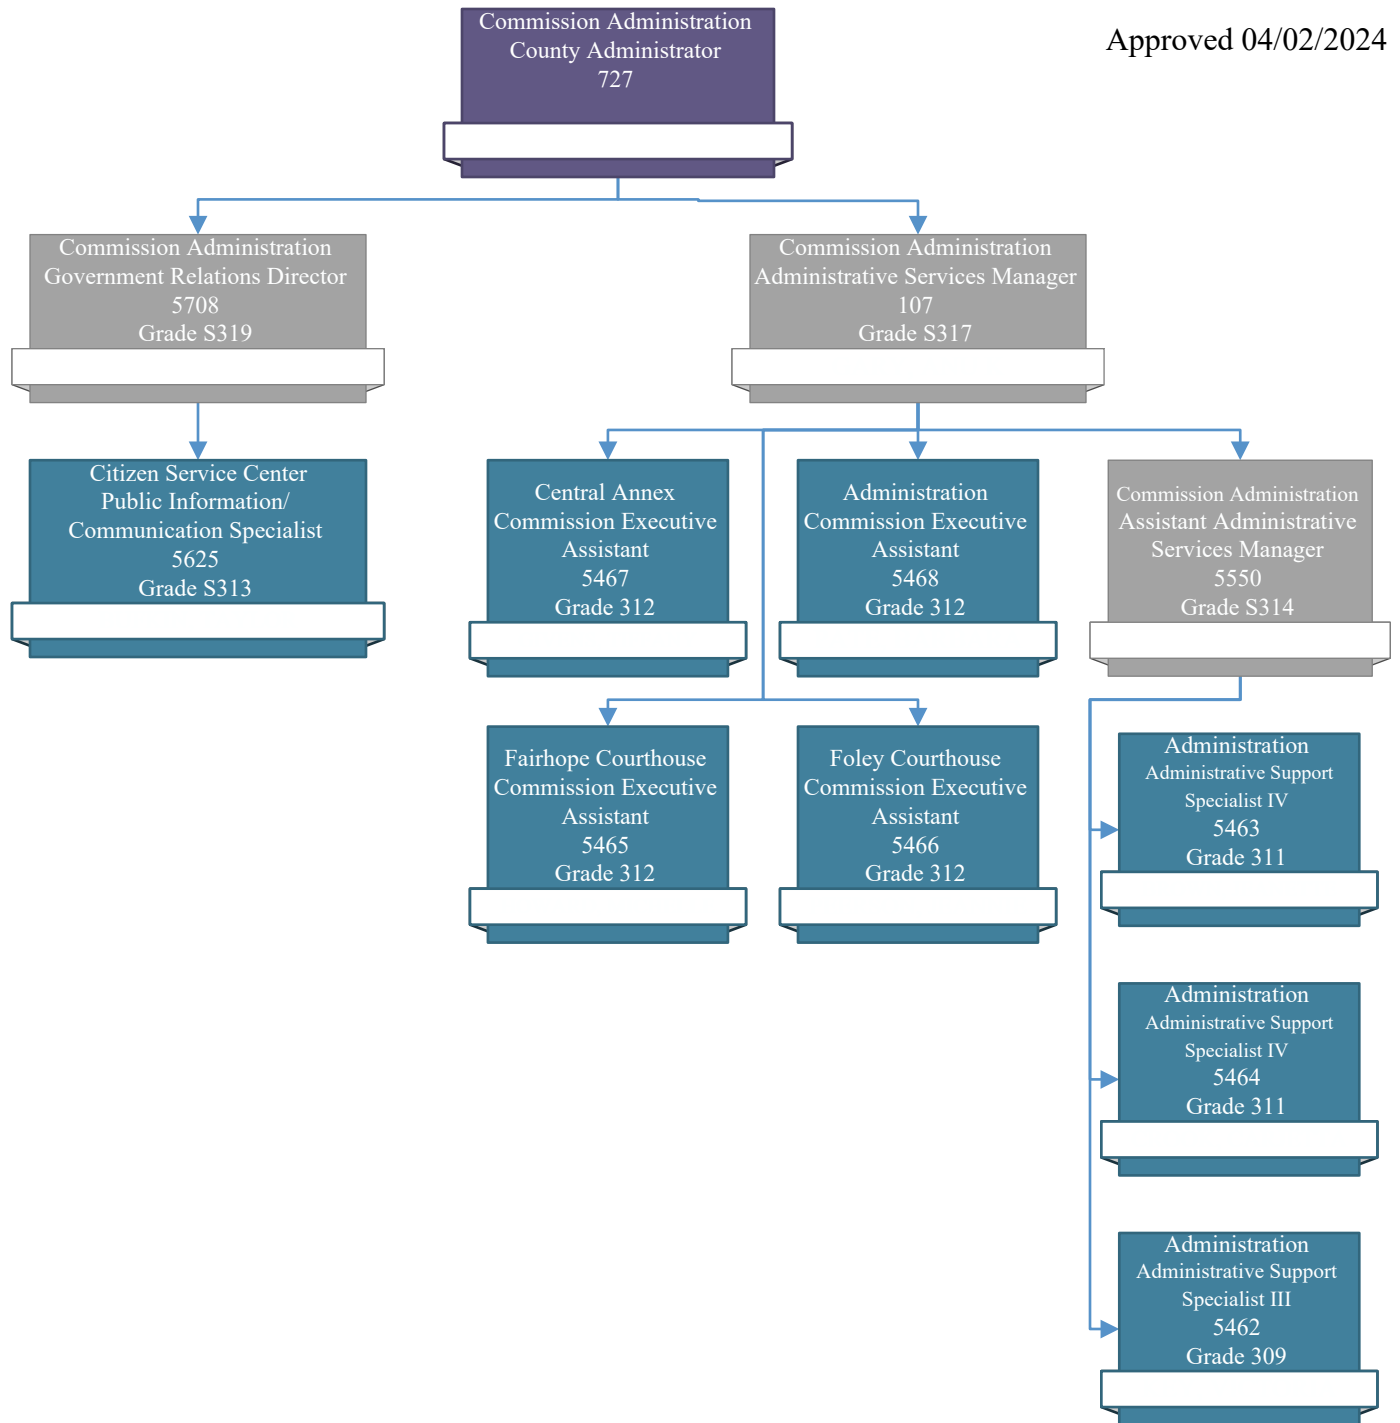 Commission Administration
County Administrator
727
Approved 04/02/2024
Commission Administration
Government Relations Director
5708
Grade S319
Commission Administration
Administrative Services Manager
107
Grade S317
Citizen Service Center
Public Information/
Communication Specialist
5625
Grade S313
Central Annex
Commission Executive
Assistant
5467
Grade 312
Administration
Commission Executive
Assistant
5468
Grade 312
Commission Administration
Assistant Administrative
Services Manager
5550
Grade S314
Fairhope Courthouse
Commission Executive
Assistant
5465
Grade 312
Foley Courthouse
Commission Executive
Assistant
5466
Grade 312
Administration
Administrative Support
Specialist IV
5463
Grade 311
Administration
Administrative Support
Specialist IV
5464
Grade 311
Administration
Administrative Support
Specialist III
5462
Grade 309